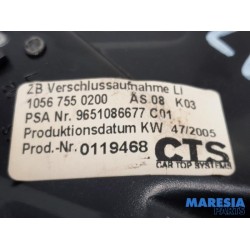 ZB Verschlussaufnahme Li
1056 755 0200 AS.08 K03
PSA Nr. 9651086677 C01
Produktionsdatum KW 47/2005
Prod.-Nr. 0119468 CTS
CAR TOP SYSTEMS
MARESIA
PARTS